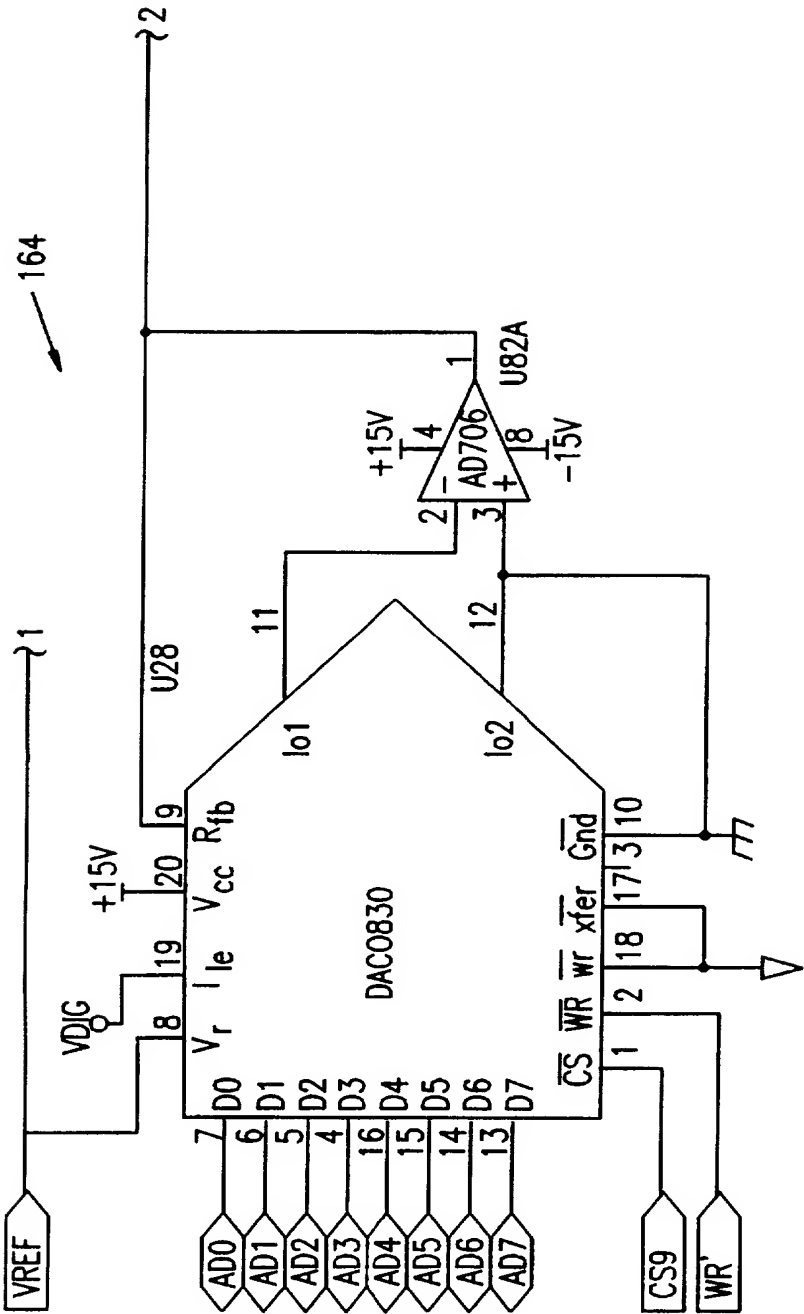 VREF
1
2
164
U28
VDIG
+15V
8
19
20
9
Vr
Ile
Vcc
Rfb
AD0 7 D0
AD1 6 D1
AD2 5 D2
AD3 4 D3
AD4 16 D4
AD5 15 D5
AD6 14 D6
AD7 13 D7
DAC0830
Io1
11
Io2
12
+15V
4
2 −
AD706
3 +
8
-15V
1
U82A
CS WR wr xfer Gnd
1 2 18 17 3 10
CS9
WR'